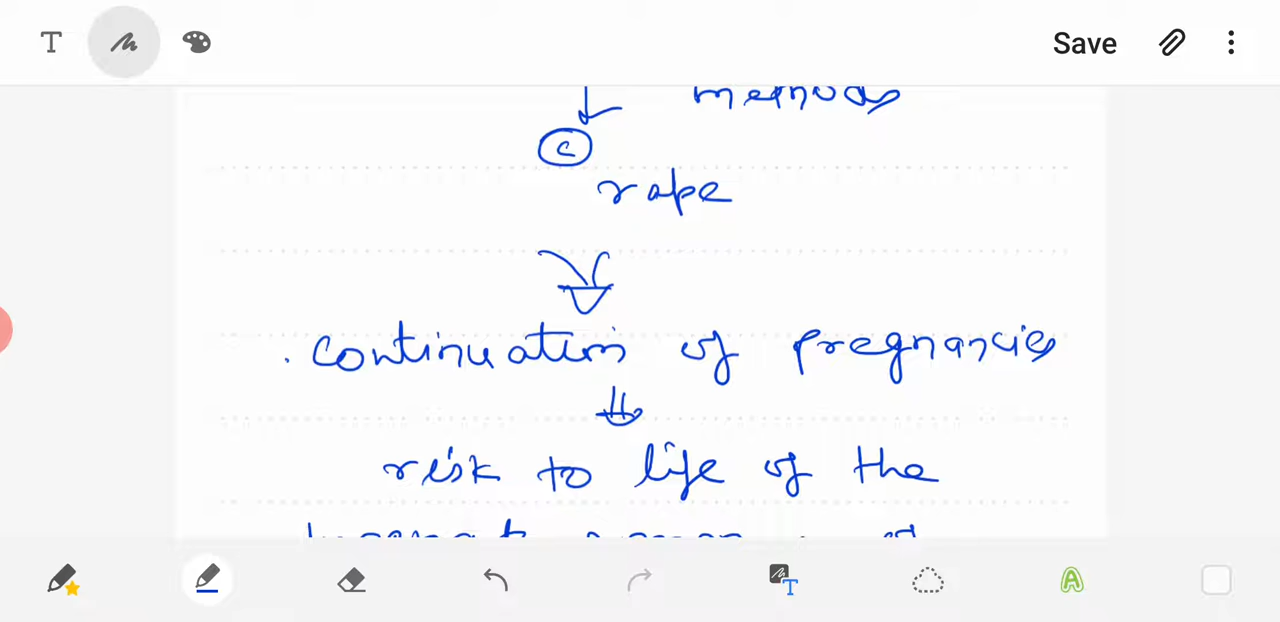 T Save
methods
c
rape
. continuation of pregnancies
risk to life of the
T
A